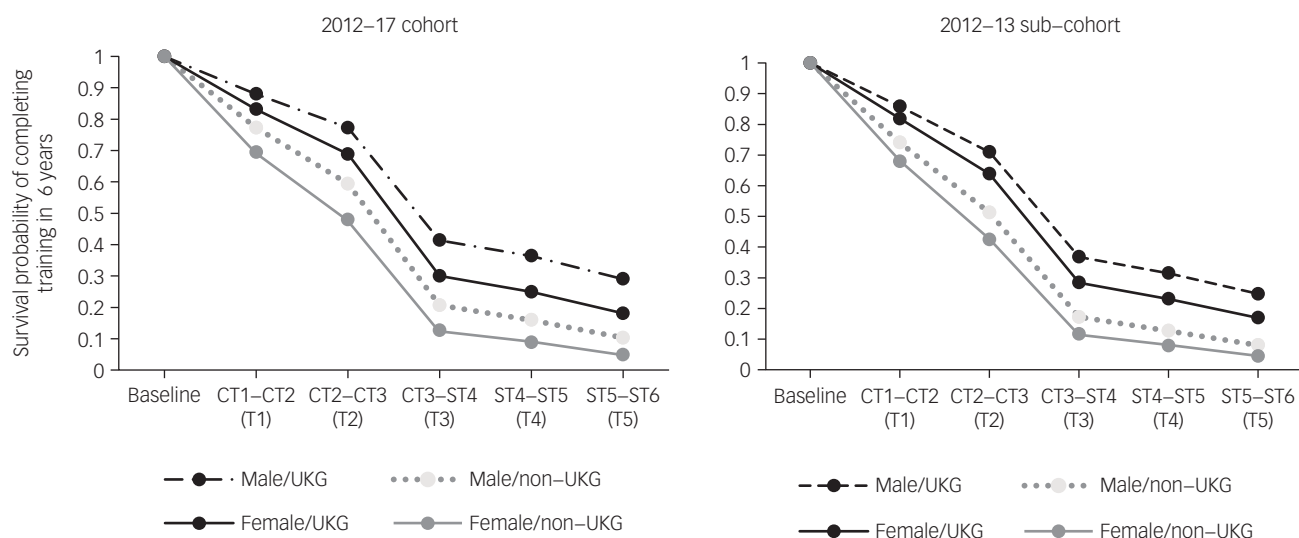 2012–17 cohort
Survival probability of completing
training in 6 years
1
0.9
0.8
0.7
0.6
0.5
0.4
0.3
0.2
0.1
0
Baseline CT1–CT2 CT2–CT3 CT3–ST4 ST4–ST5 ST5–ST6
(T1) (T2) (T3) (T4) (T5)
Male/UKG Male/non–UKG
Female/UKG Female/non–UKG
2012–13 sub–cohort
1
0.9
0.8
0.7
0.6
0.5
0.4
0.3
0.2
0.1
0
Baseline CT1–CT2 CT2–CT3 CT3–ST4 ST4–ST5 ST5–ST6
(T1) (T2) (T3) (T4) (T5)
Male/UKG Male/non–UKG
Female/UKG Female/non–UKG